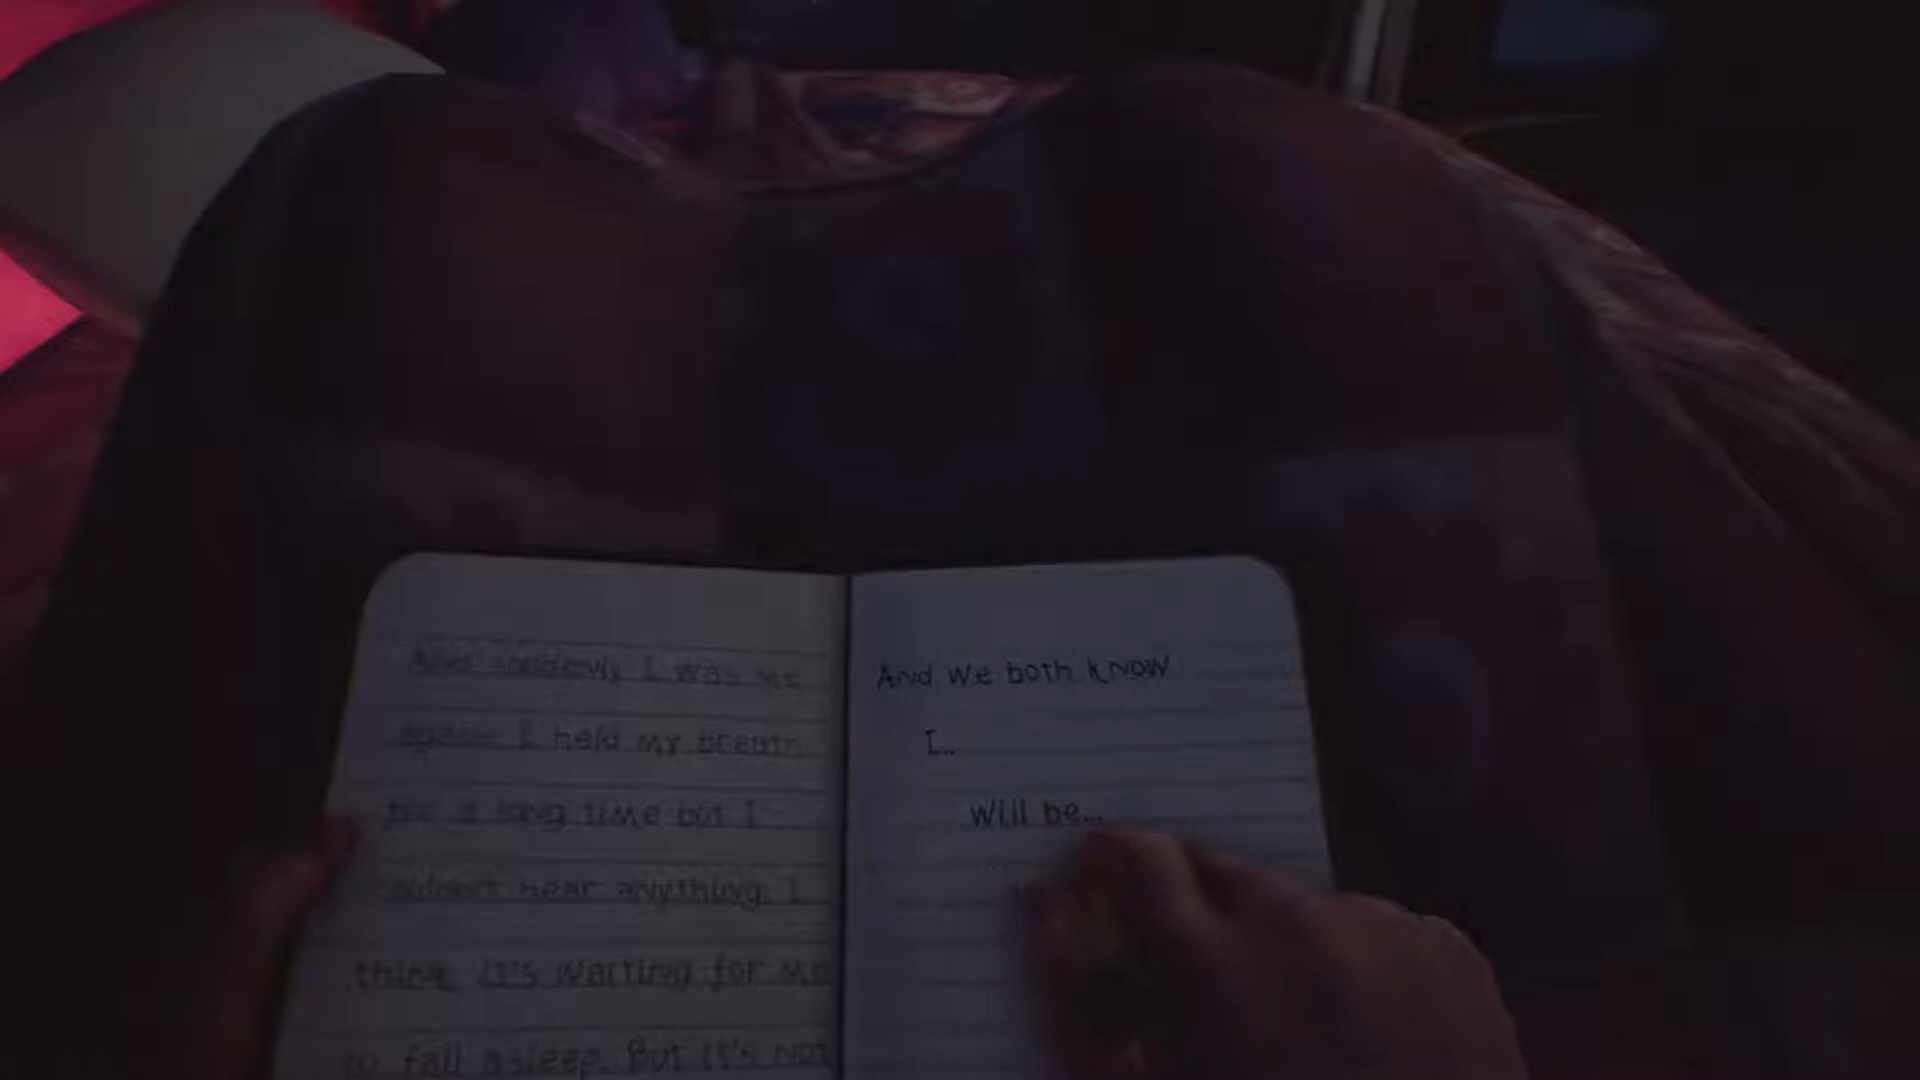 And suddenly I was me
again I held my breath
for a long time but I
couldn't hear anything. I
think it's waiting for me
to fall asleep. But it's not
And we both know
I...
will be...